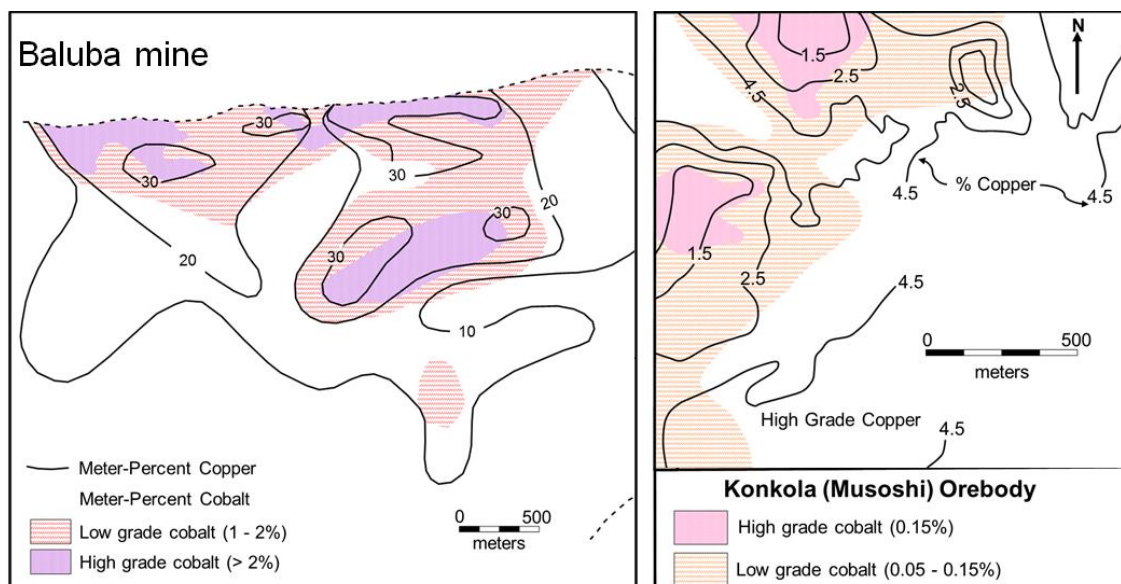 Baluba mine
30
30
30
30
30
20
20
10
Meter-Percent Copper
Meter-Percent Cobalt
Low grade cobalt (1 - 2%)
High grade cobalt (> 2%)
0 500
meters
N
1.5
2.5
4.5
2.5
4.5
% Copper
4.5
1.5
2.5
4.5
0 500
meters
High Grade Copper
4.5
Konkola (Musoshi) Orebody
High grade cobalt (0.15%)
Low grade cobalt (0.05 - 0.15%)